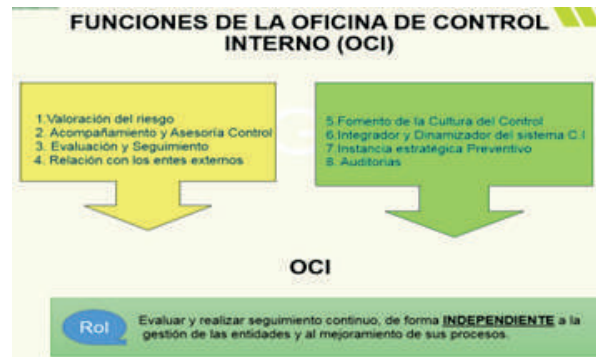 FUNCIONES DE LA OFICINA DE CONTROL
INTERNO (OCI)
1.Valoración del riesgo
2. Acompañamiento y Asesoría Control
3. Evaluación y Seguimiento
4. Relación con los entes externos
5.Fomento de la Cultura del Control
6.Integrador y Dinamizador del sistema C.I
7.Instancia estratégica Preventivo
8. Auditorias
OCI
Rol
Evaluar y realizar seguimiento continuo, de forma INDEPENDIENTE a la
gestión de las entidades y al mejoramiento de sus procesos.